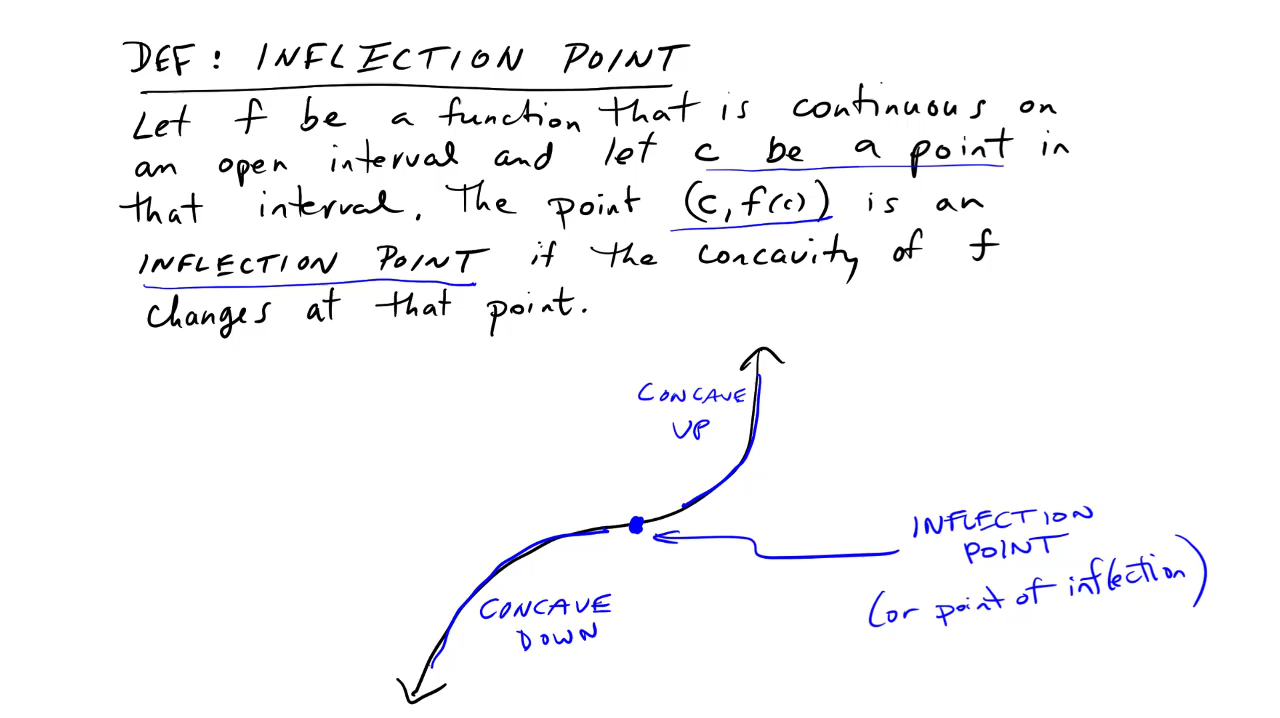 DEF: INFLECTION POINT
Let f be a function that is continuous on
an open interval and let c be a point in
that interval. The point (c, f(c)) is an
INFLECTION POINT if the concavity of f
changes at that point.
CONCAVE
UP
INFLECTION
POINT
(or point of inflection)
CONCAVE
DOWN